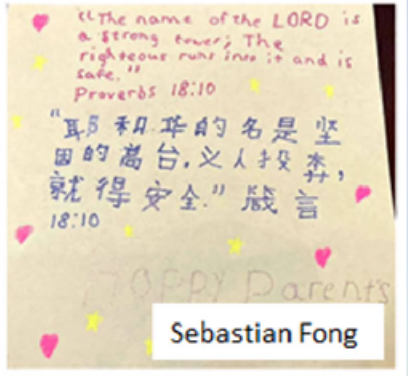 "The name of the LORD is
a strong tower; The
righteous runs into it and is
safe."
Proverbs 18:10
"耶和华的名是坚
固的高台.义人投奔,
就得安全." 箴言
18:10
Parents
Sebastian Fong